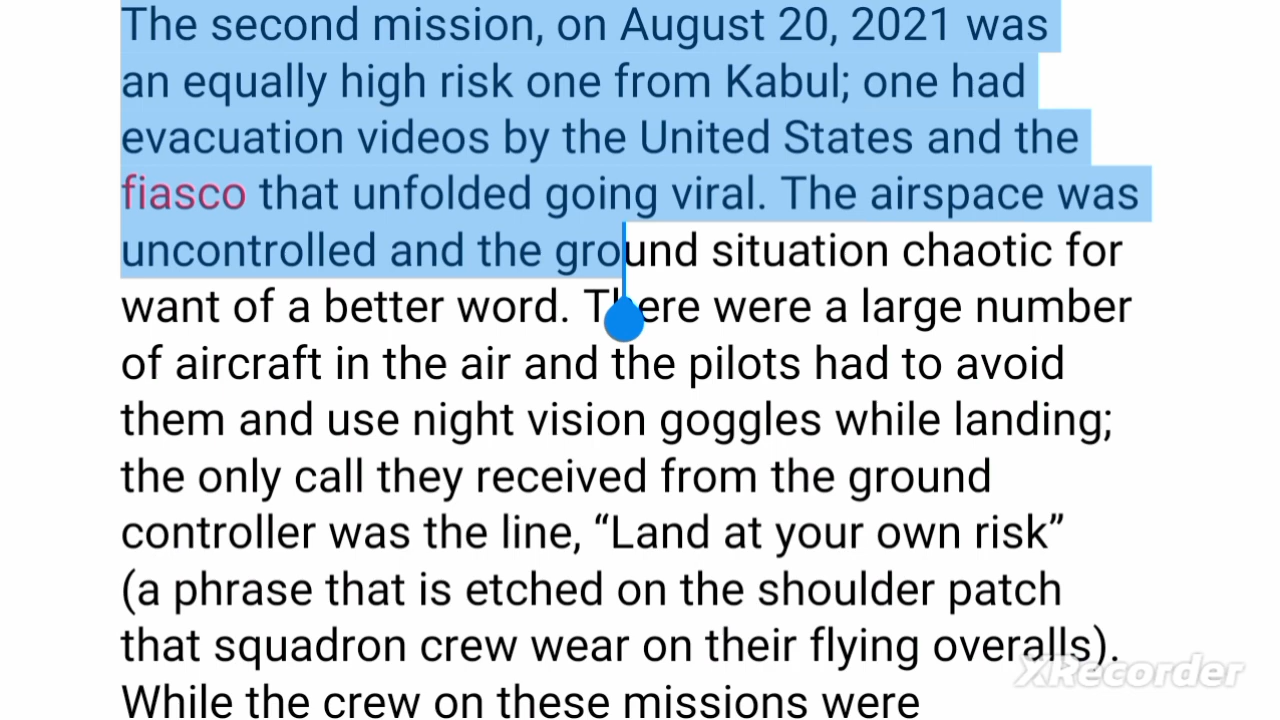 The second mission, on August 20, 2021 was
an equally high risk one from Kabul; one had
evacuation videos by the United States and the
fiasco that unfolded going viral. The airspace was
uncontrolled and the ground situation chaotic for
want of a better word. There were a large number
of aircraft in the air and the pilots had to avoid
them and use night vision goggles while landing;
the only call they received from the ground
controller was the line, “Land at your own risk”
(a phrase that is etched on the shoulder patch
that squadron crew wear on their flying overalls).
XRecorder
While the crew on these missions were